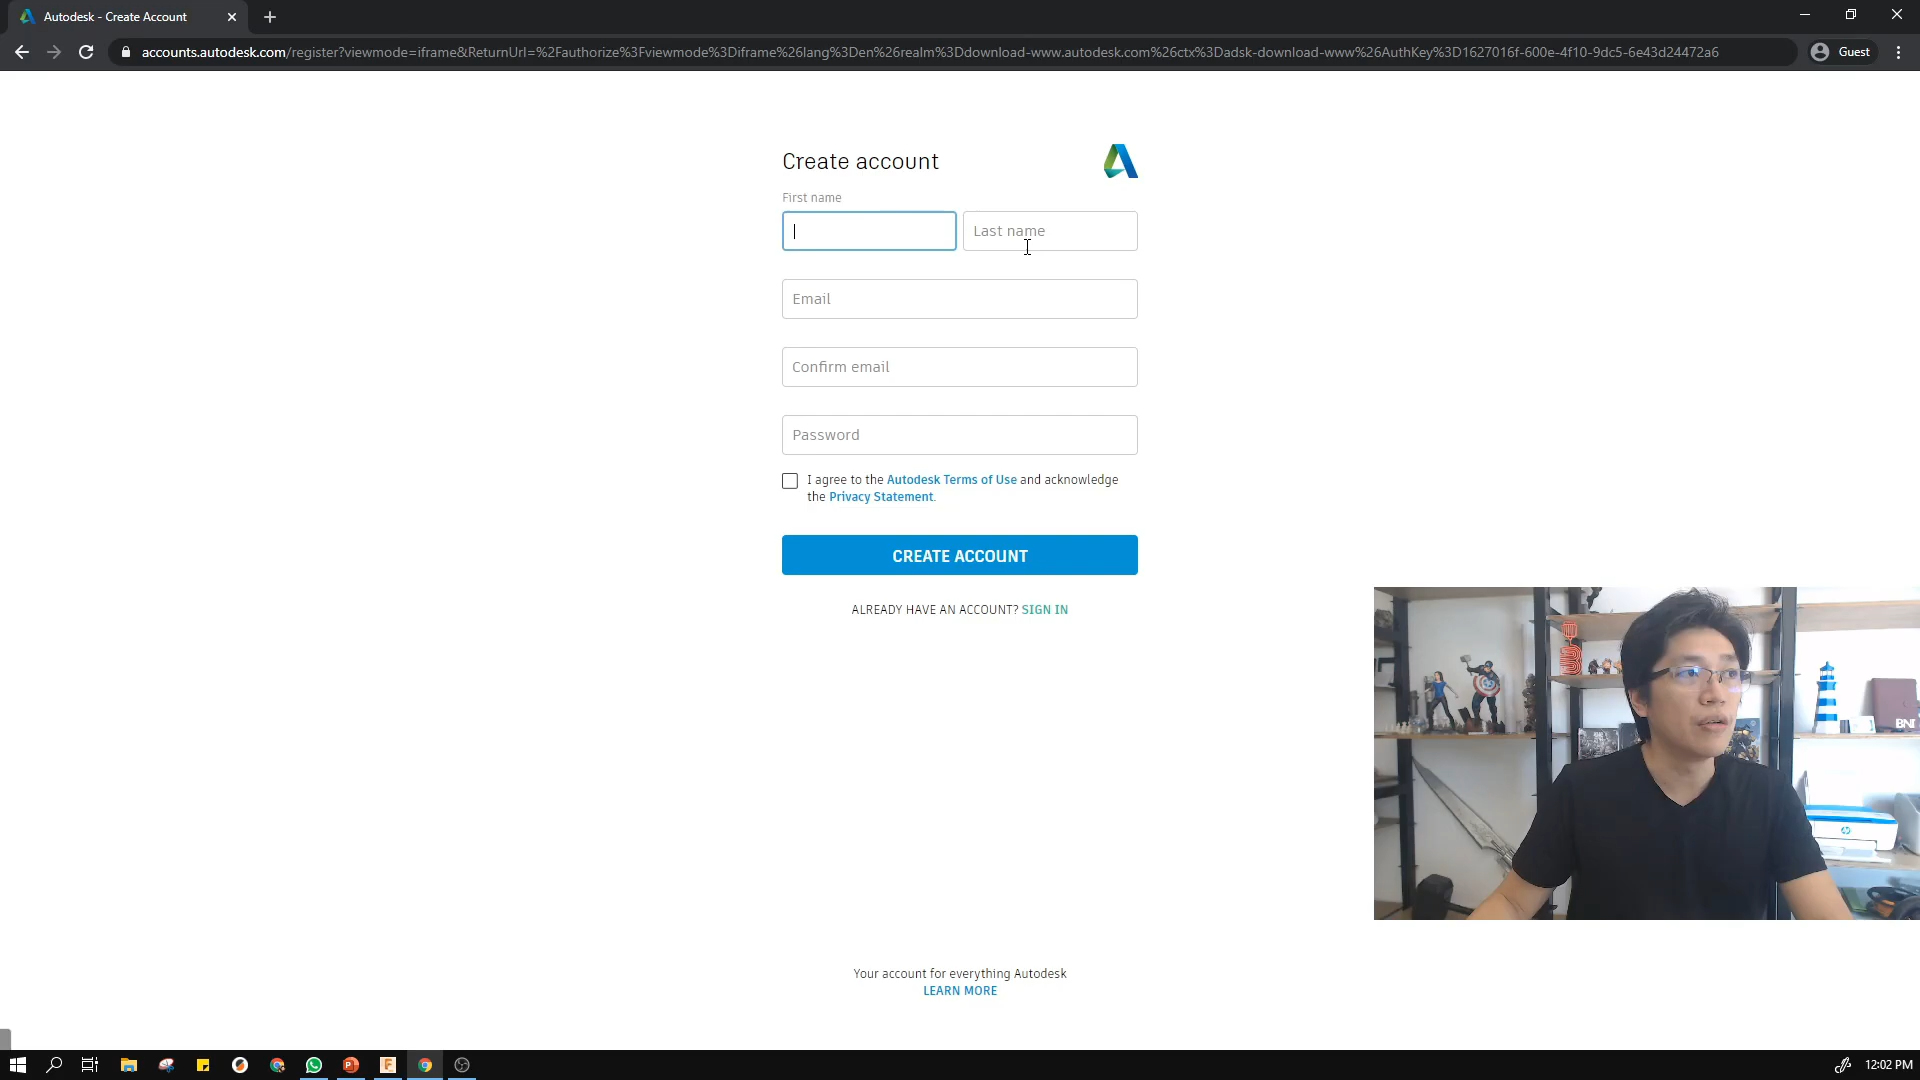 Autodesk - Create Account
accounts.autodesk.com/register?viewmode=iframe&ReturnUrl=%2Fauthorize%3Fviewmode%3Diframe%26lang%3Den%26realm%3Ddownload-www.autodesk.com%26ctx%3Dadsk-download-www%26AuthKey%3D1627016f-600e-4f10-9dc5-6e43d24472a6
Guest
Create account
First name
Last name
Email
Confirm email
Password
I agree to the Autodesk Terms of Use and acknowledge
the Privacy Statement.
CREATE ACCOUNT
ALREADY HAVE AN ACCOUNT? SIGN IN
BNI
hp
Your account for everything Autodesk
LEARN MORE
12:02 PM